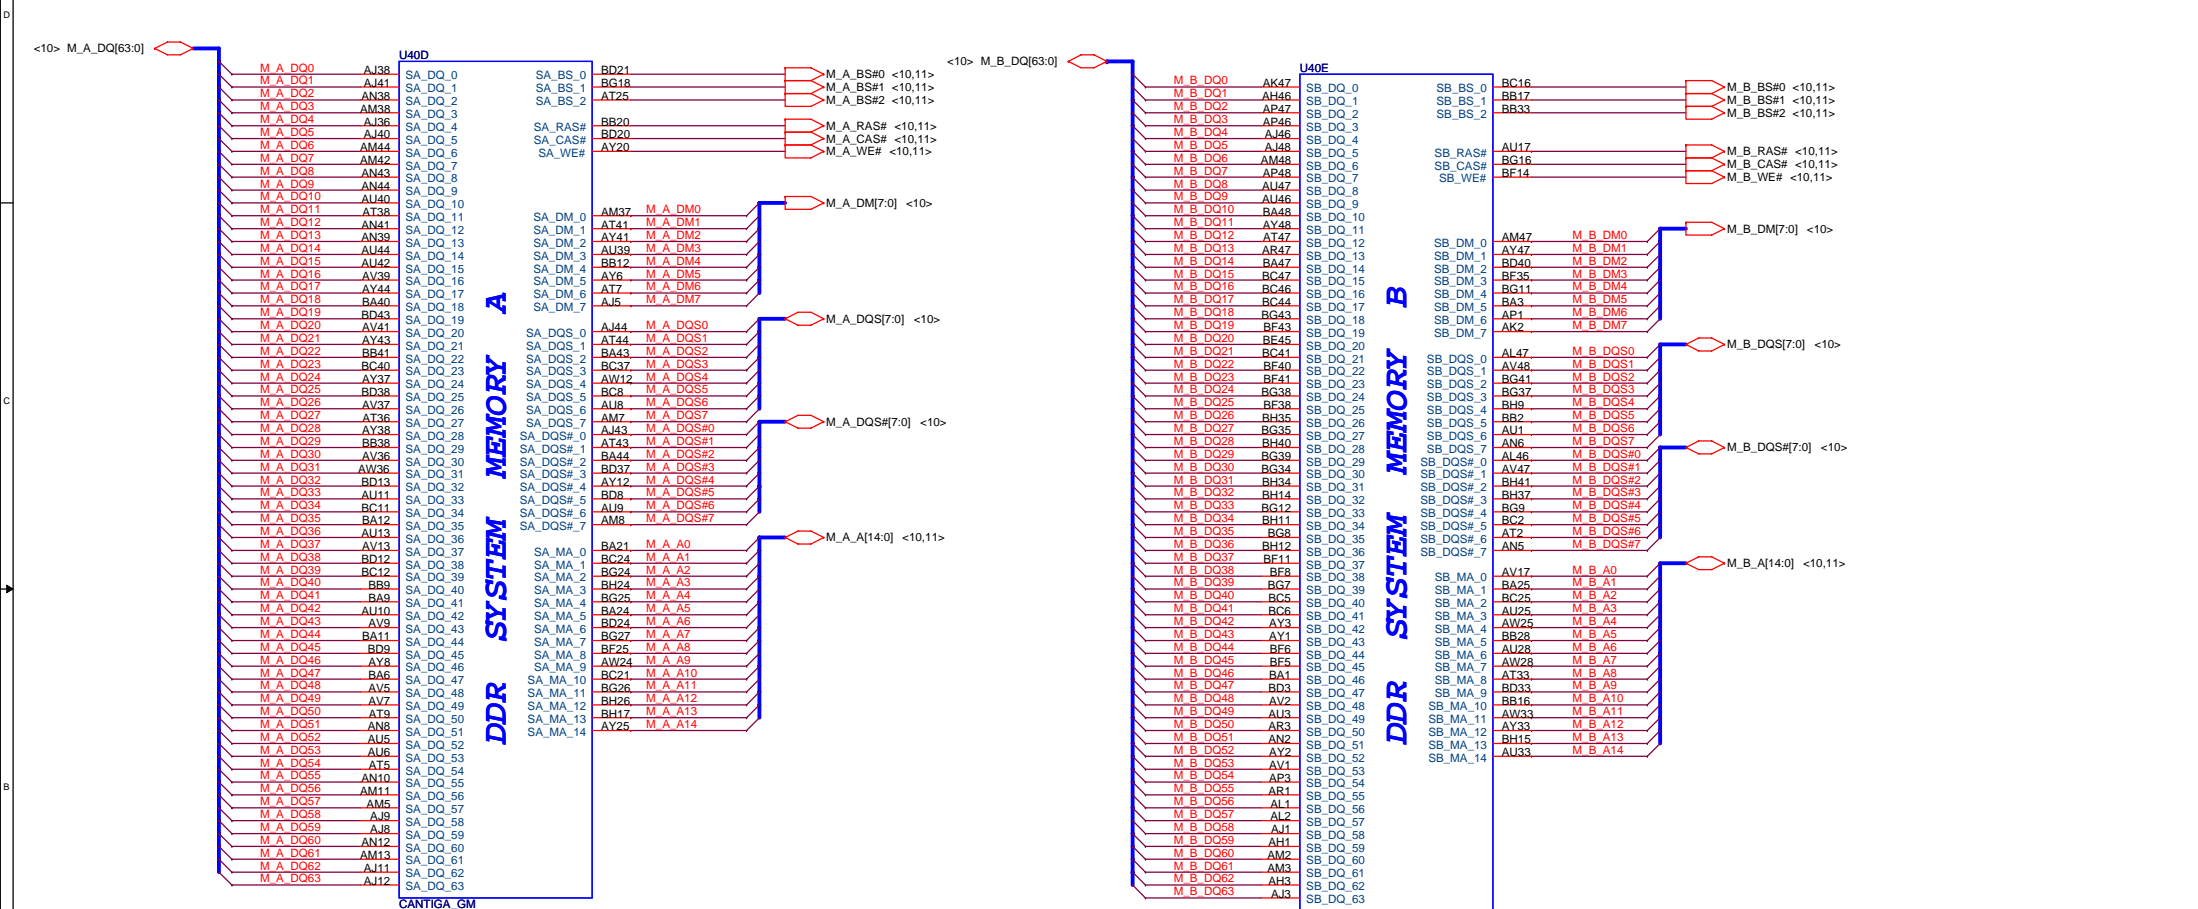 D
<10> M_A_DQ[63:0]
U40D
M_A_DQ0 AJ38 SA_DQ_0
M_A_DQ1 AJ41 SA_DQ_1
M_A_DQ2 AN38 SA_DQ_2
M_A_DQ3 AM38 SA_DQ_3
M_A_DQ4 AJ36 SA_DQ_4
M_A_DQ5 AJ40 SA_DQ_5
M_A_DQ6 AM44 SA_DQ_6
M_A_DQ7 AM42 SA_DQ_7
M_A_DQ8 AN43 SA_DQ_8
M_A_DQ9 AN44 SA_DQ_9
M_A_DQ10 AU40 SA_DQ_10
M_A_DQ11 AT38 SA_DQ_11
M_A_DQ12 AN41 SA_DQ_12
M_A_DQ13 AN39 SA_DQ_13
M_A_DQ14 AU44 SA_DQ_14
M_A_DQ15 AU42 SA_DQ_15
M_A_DQ16 AV39 SA_DQ_16
M_A_DQ17 AY44 SA_DQ_17
M_A_DQ18 BA40 SA_DQ_18
M_A_DQ19 BD43 SA_DQ_19
M_A_DQ20 AV41 SA_DQ_20
M_A_DQ21 AY43 SA_DQ_21
M_A_DQ22 BB41 SA_DQ_22
M_A_DQ23 BC40 SA_DQ_23
M_A_DQ24 AY37 SA_DQ_24
M_A_DQ25 BD38 SA_DQ_25
M_A_DQ26 AV37 SA_DQ_26
M_A_DQ27 AT36 SA_DQ_27
M_A_DQ28 AY38 SA_DQ_28
M_A_DQ29 BB38 SA_DQ_29
M_A_DQ30 AV36 SA_DQ_30
M_A_DQ31 AW36 SA_DQ_31
M_A_DQ32 BD13 SA_DQ_32
M_A_DQ33 AU11 SA_DQ_33
M_A_DQ34 BC11 SA_DQ_34
M_A_DQ35 BA12 SA_DQ_35
M_A_DQ36 AU13 SA_DQ_36
M_A_DQ37 AV13 SA_DQ_37
M_A_DQ38 BD12 SA_DQ_38
M_A_DQ39 BC12 SA_DQ_39
M_A_DQ40 BB9 SA_DQ_40
M_A_DQ41 BA9 SA_DQ_41
M_A_DQ42 AU10 SA_DQ_42
M_A_DQ43 AV9 SA_DQ_43
M_A_DQ44 BA11 SA_DQ_44
M_A_DQ45 BD9 SA_DQ_45
M_A_DQ46 AY8 SA_DQ_46
M_A_DQ47 BA6 SA_DQ_47
M_A_DQ48 AV5 SA_DQ_48
M_A_DQ49 AV7 SA_DQ_49
M_A_DQ50 AT9 SA_DQ_50
M_A_DQ51 AN8 SA_DQ_51
M_A_DQ52 AU5 SA_DQ_52
M_A_DQ53 AU6 SA_DQ_53
M_A_DQ54 AT5 SA_DQ_54
M_A_DQ55 AN10 SA_DQ_55
M_A_DQ56 AM11 SA_DQ_56
M_A_DQ57 AM5 SA_DQ_57
M_A_DQ58 AJ9 SA_DQ_58
M_A_DQ59 AJ8 SA_DQ_59
M_A_DQ60 AN12 SA_DQ_60
M_A_DQ61 AM13 SA_DQ_61
M_A_DQ62 AJ11 SA_DQ_62
M_A_DQ63 AJ12 SA_DQ_63
CANTIGA_GM
DDR SYSTEM MEMORY A
SA_BS_0 BD21 M_A_BS#0 <10,11>
SA_BS_1 BG18 M_A_BS#1 <10,11>
SA_BS_2 AT25 M_A_BS#2 <10,11>
SA_RAS# BB20 M_A_RAS# <10,11>
SA_CAS# BD20 M_A_CAS# <10,11>
SA_WE# AY20 M_A_WE# <10,11>
M_A_DM[7:0] <10>
SA_DM_0 AM37 M_A_DM0
SA_DM_1 AT41 M_A_DM1
SA_DM_2 AY41 M_A_DM2
SA_DM_3 AU39 M_A_DM3
SA_DM_4 BB12 M_A_DM4
SA_DM_5 AY6 M_A_DM5
SA_DM_6 AT7 M_A_DM6
SA_DM_7 AJ5 M_A_DM7
M_A_DQS[7:0] <10>
SA_DQS_0 AJ44 M_A_DQS0
SA_DQS_1 AT44 M_A_DQS1
SA_DQS_2 BA43 M_A_DQS2
SA_DQS_3 BC37 M_A_DQS3
SA_DQS_4 AW12 M_A_DQS4
SA_DQS_5 BC8 M_A_DQS5
SA_DQS_6 AU8 M_A_DQS6
SA_DQS_7 AM7 M_A_DQS7
M_A_DQS#[7:0] <10>
SA_DQS#_0 AJ43 M_A_DQS#0
SA_DQS#_1 AT43 M_A_DQS#1
SA_DQS#_2 BA44 M_A_DQS#2
SA_DQS#_3 BD37 M_A_DQS#3
SA_DQS#_4 AY12 M_A_DQS#4
SA_DQS#_5 BD8 M_A_DQS#5
SA_DQS#_6 AU9 M_A_DQS#6
SA_DQS#_7 AM8 M_A_DQS#7
M_A_A[14:0] <10,11>
SA_MA_0 BA21 M_A_A0
SA_MA_1 BC24 M_A_A1
SA_MA_2 BG24 M_A_A2
SA_MA_3 BH24 M_A_A3
SA_MA_4 BG25 M_A_A4
SA_MA_5 BA24 M_A_A5
SA_MA_6 BD24 M_A_A6
SA_MA_7 BG27 M_A_A7
SA_MA_8 BF25 M_A_A8
SA_MA_9 AW24 M_A_A9
SA_MA_10 BC21 M_A_A10
SA_MA_11 BG26 M_A_A11
SA_MA_12 BH26 M_A_A12
SA_MA_13 BH17 M_A_A13
SA_MA_14 AY25 M_A_A14
<10> M_B_DQ[63:0]
U40E
M_B_DQ0 AK47 SB_DQ_0
M_B_DQ1 AH46 SB_DQ_1
M_B_DQ2 AP47 SB_DQ_2
M_B_DQ3 AP46 SB_DQ_3
M_B_DQ4 AJ46 SB_DQ_4
M_B_DQ5 AJ48 SB_DQ_5
M_B_DQ6 AM48 SB_DQ_6
M_B_DQ7 AP48 SB_DQ_7
M_B_DQ8 AU47 SB_DQ_8
M_B_DQ9 AU46 SB_DQ_9
M_B_DQ10 BA48 SB_DQ_10
M_B_DQ11 AY48 SB_DQ_11
M_B_DQ12 AT47 SB_DQ_12
M_B_DQ13 AR47 SB_DQ_13
M_B_DQ14 BA47 SB_DQ_14
M_B_DQ15 BC47 SB_DQ_15
M_B_DQ16 BC46 SB_DQ_16
M_B_DQ17 BC44 SB_DQ_17
M_B_DQ18 BG43 SB_DQ_18
M_B_DQ19 BF43 SB_DQ_19
M_B_DQ20 BE45 SB_DQ_20
M_B_DQ21 BC41 SB_DQ_21
M_B_DQ22 BF40 SB_DQ_22
M_B_DQ23 BF41 SB_DQ_23
M_B_DQ24 BG38 SB_DQ_24
M_B_DQ25 BF38 SB_DQ_25
M_B_DQ26 BH35 SB_DQ_26
M_B_DQ27 BG35 SB_DQ_27
M_B_DQ28 BH40 SB_DQ_28
M_B_DQ29 BG39 SB_DQ_29
M_B_DQ30 BG34 SB_DQ_30
M_B_DQ31 BH34 SB_DQ_31
M_B_DQ32 BH14 SB_DQ_32
M_B_DQ33 BG12 SB_DQ_33
M_B_DQ34 BH11 SB_DQ_34
M_B_DQ35 BG8 SB_DQ_35
M_B_DQ36 BH12 SB_DQ_36
M_B_DQ37 BF11 SB_DQ_37
M_B_DQ38 BF8 SB_DQ_38
M_B_DQ39 BG7 SB_DQ_39
M_B_DQ40 BC5 SB_DQ_40
M_B_DQ41 BC6 SB_DQ_41
M_B_DQ42 AY3 SB_DQ_42
M_B_DQ43 AY1 SB_DQ_43
M_B_DQ44 BF6 SB_DQ_44
M_B_DQ45 BF5 SB_DQ_45
M_B_DQ46 BA1 SB_DQ_46
M_B_DQ47 BD3 SB_DQ_47
M_B_DQ48 AV2 SB_DQ_48
M_B_DQ49 AU3 SB_DQ_49
M_B_DQ50 AR3 SB_DQ_50
M_B_DQ51 AN2 SB_DQ_51
M_B_DQ52 AY2 SB_DQ_52
M_B_DQ53 AV1 SB_DQ_53
M_B_DQ54 AP3 SB_DQ_54
M_B_DQ55 AR1 SB_DQ_55
M_B_DQ56 AL1 SB_DQ_56
M_B_DQ57 AL2 SB_DQ_57
M_B_DQ58 AJ1 SB_DQ_58
M_B_DQ59 AH1 SB_DQ_59
M_B_DQ60 AM2 SB_DQ_60
M_B_DQ61 AM3 SB_DQ_61
M_B_DQ62 AH3 SB_DQ_62
M_B_DQ63 AJ3 SB_DQ_63
DDR SYSTEM MEMORY B
SB_BS_0 BC16 M_B_BS#0 <10,11>
SB_BS_1 BB17 M_B_BS#1 <10,11>
SB_BS_2 BB33 M_B_BS#2 <10,11>
SB_RAS# AU17 M_B_RAS# <10,11>
SB_CAS# BG16 M_B_CAS# <10,11>
SB_WE# BF14 M_B_WE# <10,11>
M_B_DM[7:0] <10>
SB_DM_0 AM47 M_B_DM0
SB_DM_1 AY47 M_B_DM1
SB_DM_2 BD40 M_B_DM2
SB_DM_3 BF35 M_B_DM3
SB_DM_4 BG11 M_B_DM4
SB_DM_5 BA3 M_B_DM5
SB_DM_6 AP1 M_B_DM6
SB_DM_7 AK2 M_B_DM7
M_B_DQS[7:0] <10>
SB_DQS_0 AL47 M_B_DQS0
SB_DQS_1 AV48 M_B_DQS1
SB_DQS_2 BG41 M_B_DQS2
SB_DQS_3 BG37 M_B_DQS3
SB_DQS_4 BH9 M_B_DQS4
SB_DQS_5 BB2 M_B_DQS5
SB_DQS_6 AU1 M_B_DQS6
SB_DQS_7 AN6 M_B_DQS7
M_B_DQS#[7:0] <10>
SB_DQS#_0 AL46 M_B_DQS#0
SB_DQS#_1 AV47 M_B_DQS#1
SB_DQS#_2 BH41 M_B_DQS#2
SB_DQS#_3 BH37 M_B_DQS#3
SB_DQS#_4 BG9 M_B_DQS#4
SB_DQS#_5 BC2 M_B_DQS#5
SB_DQS#_6 AT2 M_B_DQS#6
SB_DQS#_7 AN5 M_B_DQS#7
M_B_A[14:0] <10,11>
SB_MA_0 AV17 M_B_A0
SB_MA_1 BA25 M_B_A1
SB_MA_2 BC25 M_B_A2
SB_MA_3 AU25 M_B_A3
SB_MA_4 AW25 M_B_A4
SB_MA_5 BB28 M_B_A5
SB_MA_6 AU28 M_B_A6
SB_MA_7 AW28 M_B_A7
SB_MA_8 AT33 M_B_A8
SB_MA_9 BD33 M_B_A9
SB_MA_10 BB16 M_B_A10
SB_MA_11 AW33 M_B_A11
SB_MA_12 AY33 M_B_A12
SB_MA_13 BH15 M_B_A13
SB_MA_14 AU33 M_B_A14
C
B